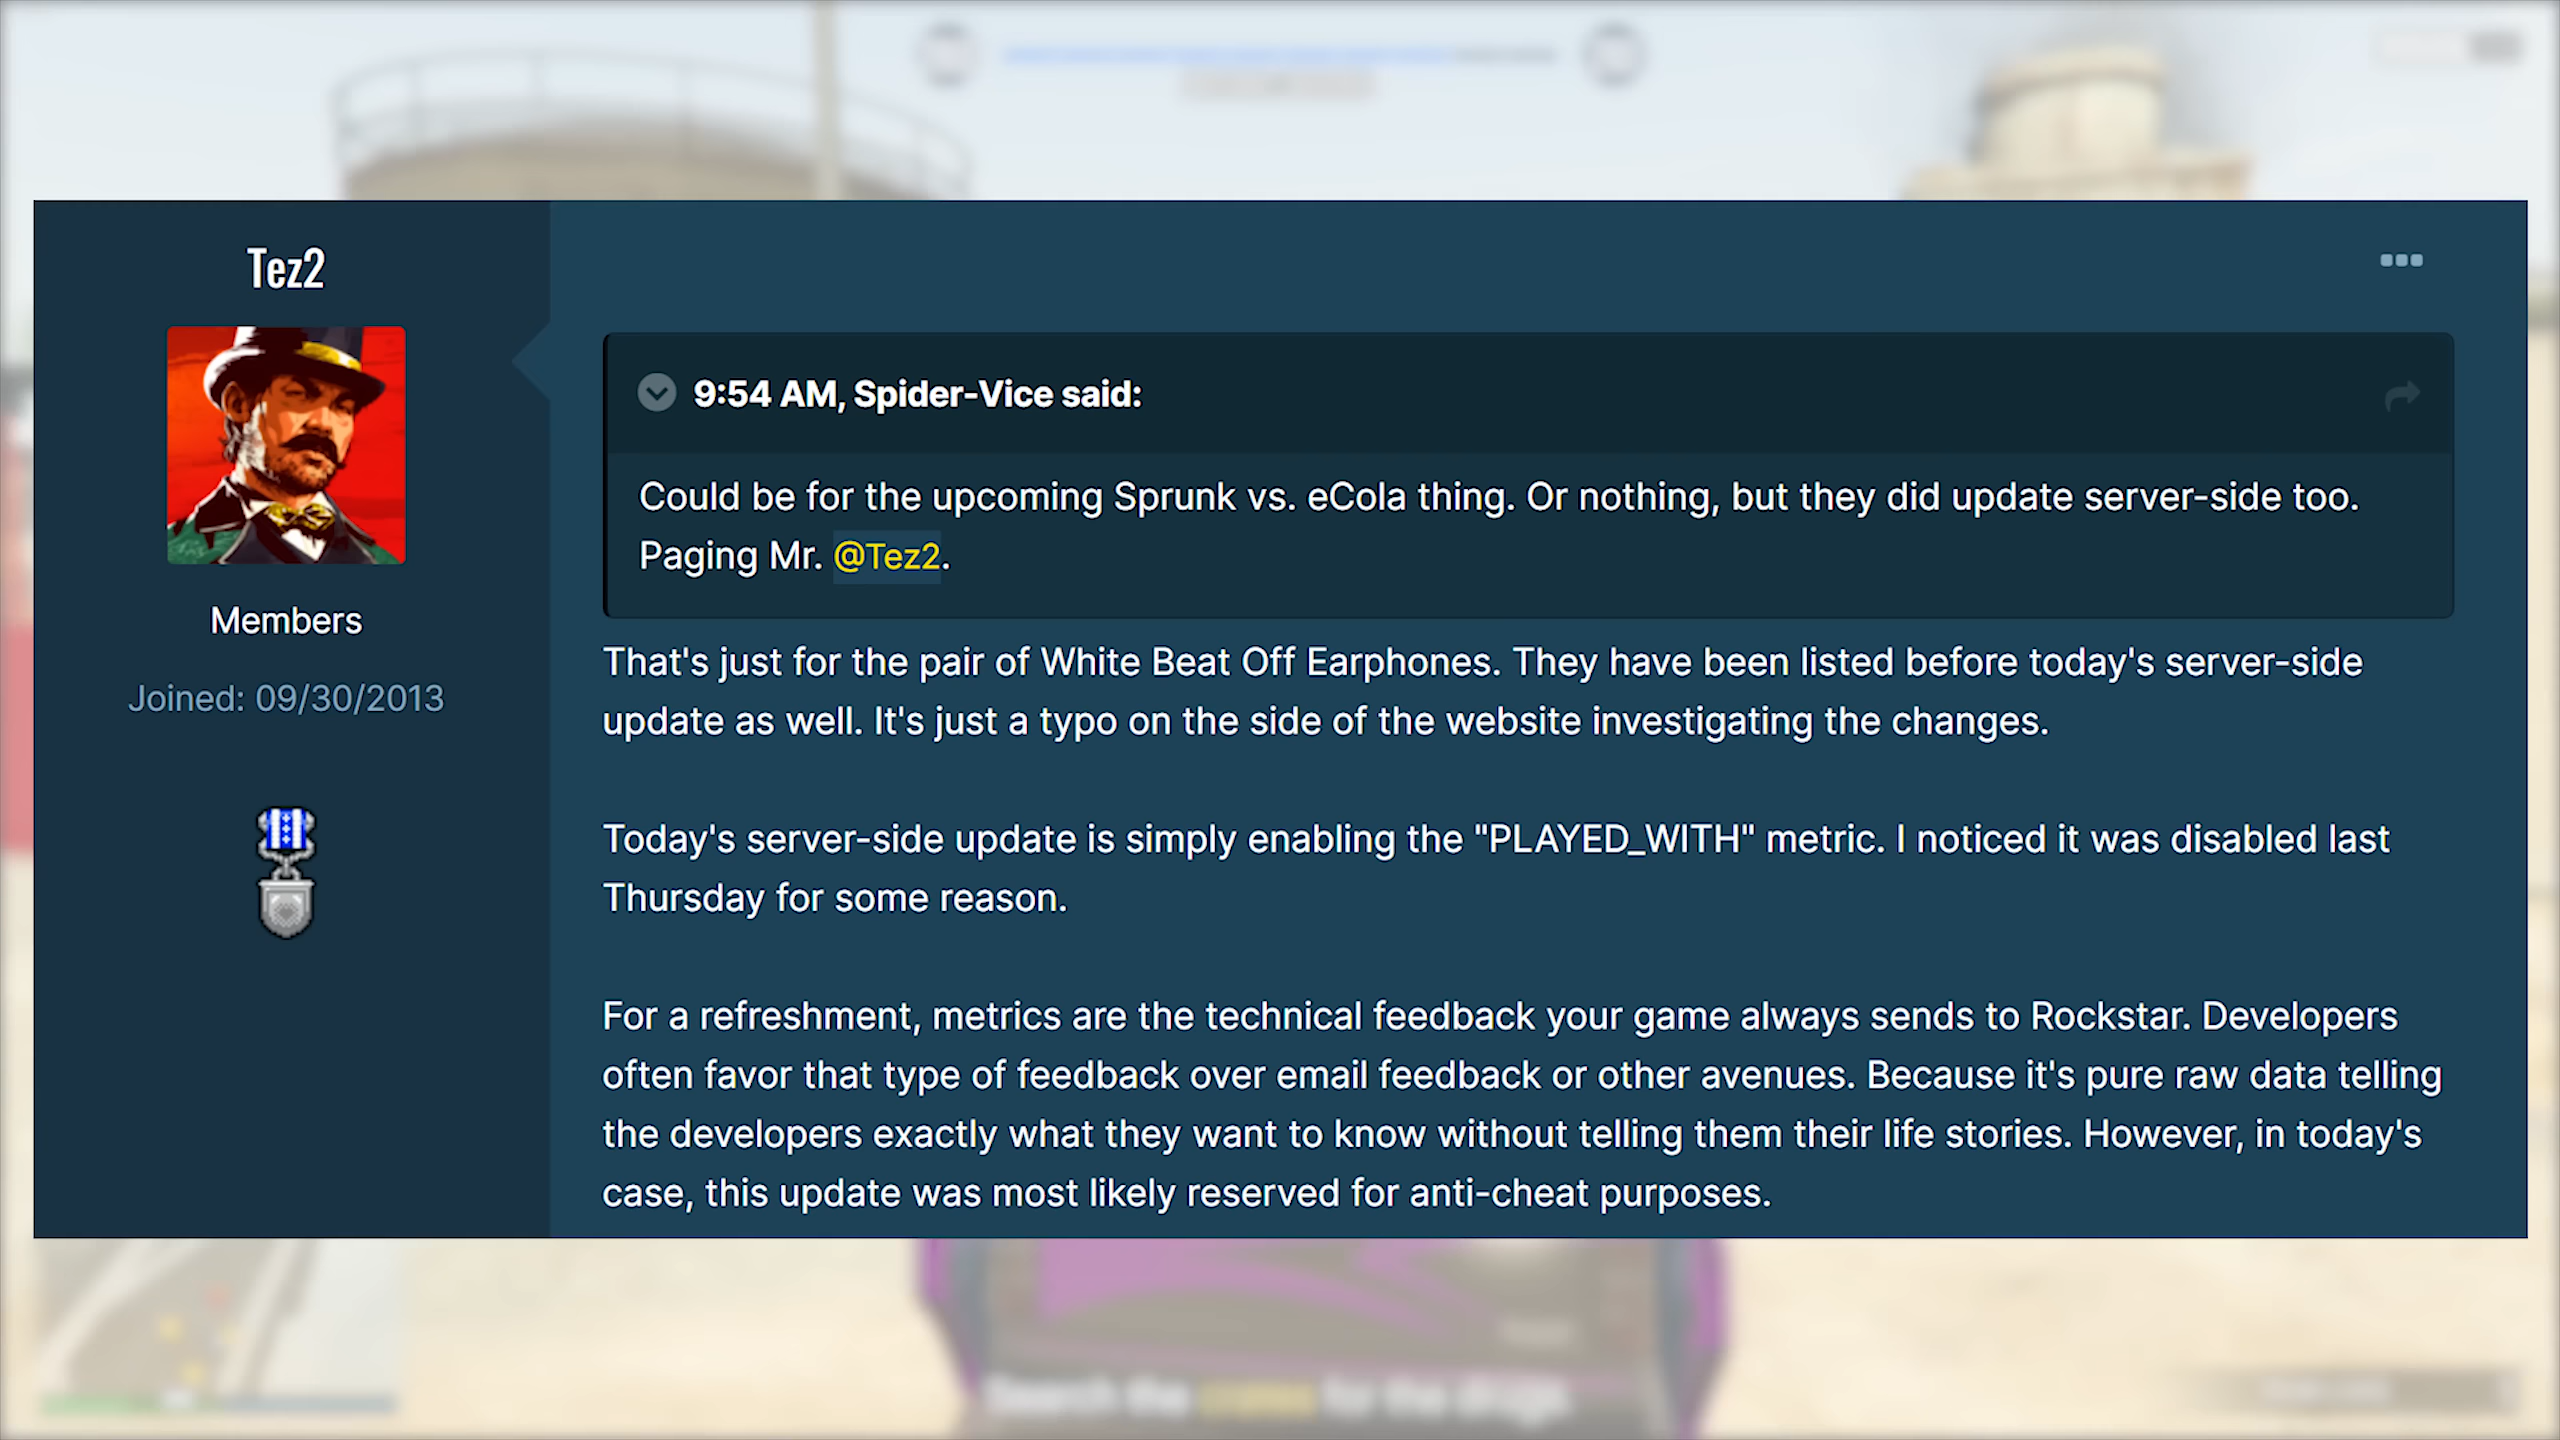 Tez2
Members
Joined: 09/30/2013
9:54 AM, Spider-Vice said:
Could be for the upcoming Sprunk vs. eCola thing. Or nothing, but they did update server-side too.
Paging Mr. @Tez2.
That's just for the pair of White Beat Off Earphones. They have been listed before today's server-side
update as well. It's just a typo on the side of the website investigating the changes.
Today's server-side update is simply enabling the "PLAYED_WITH" metric. I noticed it was disabled last
Thursday for some reason.
For a refreshment, metrics are the technical feedback your game always sends to Rockstar. Developers
often favor that type of feedback over email feedback or other avenues. Because it's pure raw data telling
the developers exactly what they want to know without telling them their life stories. However, in today's
case, this update was most likely reserved for anti-cheat purposes.
Search the crates for the drugs.